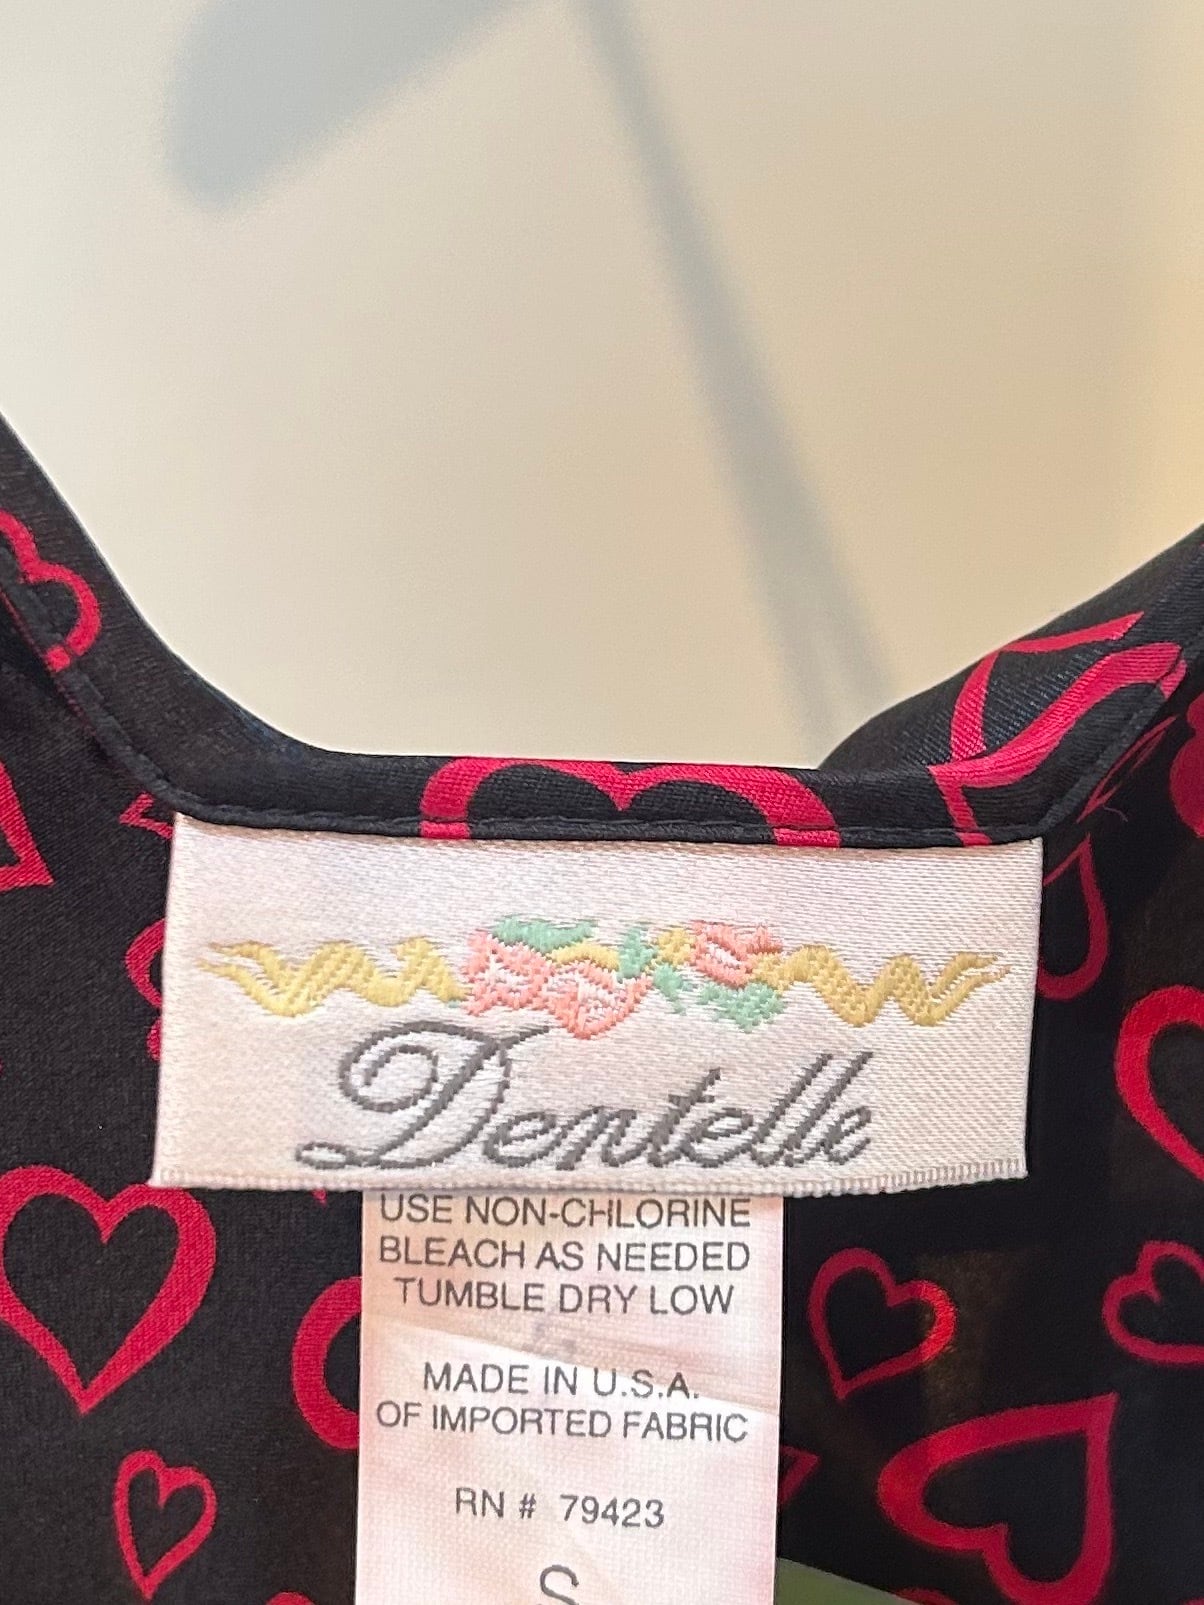 Dentelle
USE NON-CHLORINE
BLEACH AS NEEDED
TUMBLE DRY LOW
MADE IN U.S.A.
OF IMPORTED FABRIC
RN # 79423
S